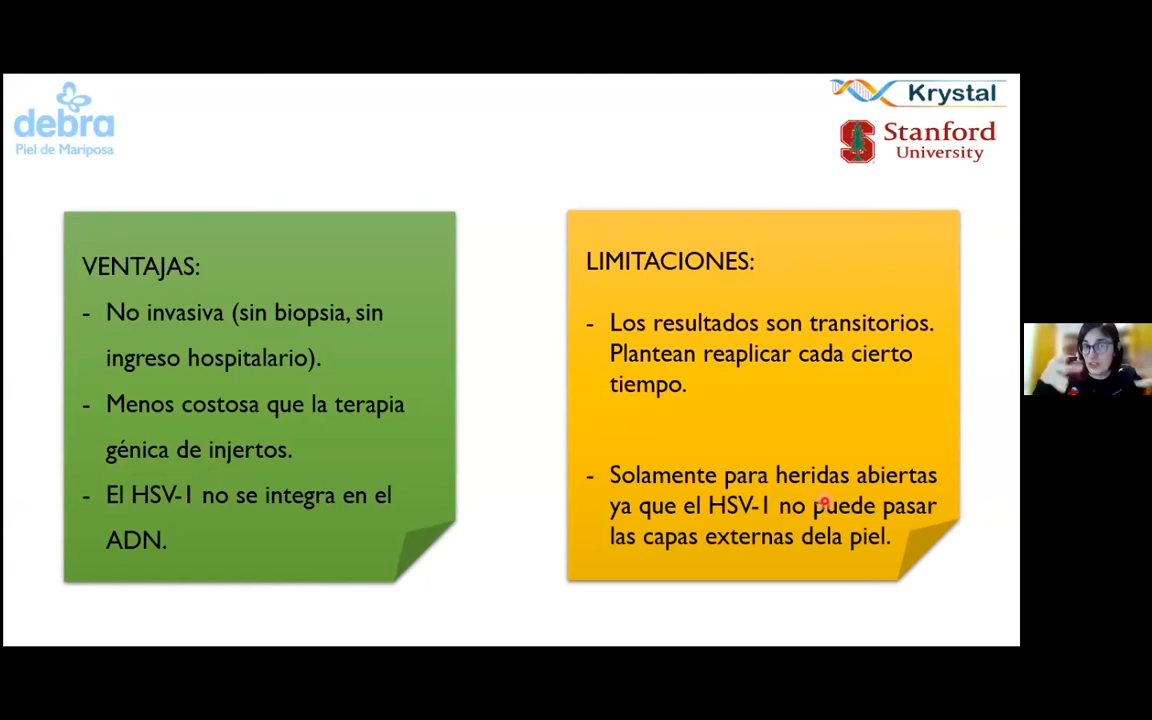 debra
Piel de Mariposa
Krystal
Stanford
University
VENTAJAS:
- No invasiva (sin biopsia, sin
ingreso hospitalario).
- Menos costosa que la terapia
génica de injertos.
- El HSV-1 no se integra en el
ADN.
LIMITACIONES:
- Los resultados son transitorios.
Plantean reaplicar cada cierto
tiempo.
- Solamente para heridas abiertas
ya que el HSV-1 no puede pasar
las capas externas dela piel.